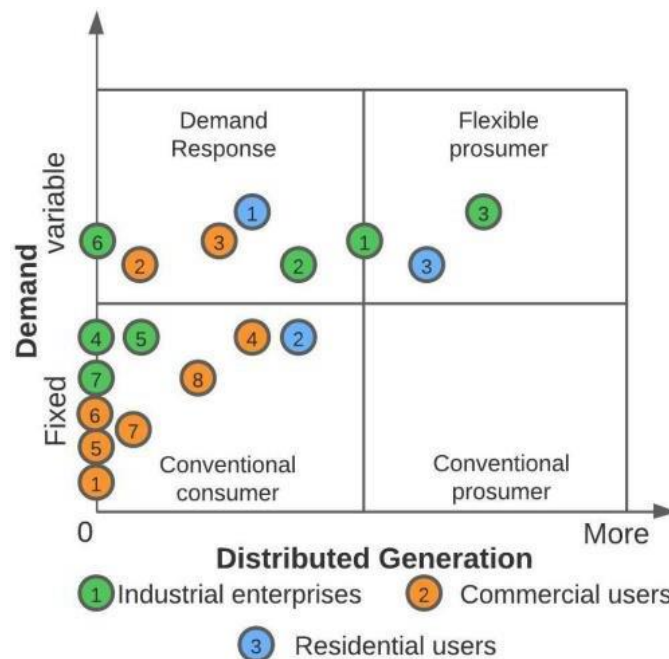 Demand Flexible
Response prosumer
1
3
6
3
1
2
2
3
variable
Demand
Fixed
4
5
4
2
7
8
6
7
5
1
Conventional Conventional
consumer prosumer
0
More
Distributed Generation
1 Industrial enterprises 2 Commercial users
3 Residential users